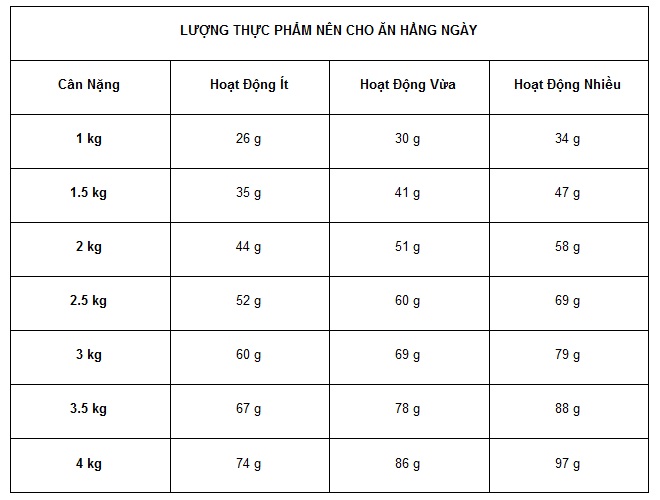 LƯỢNG THỰC PHẨM NÊN CHO ĂN HẰNG NGÀY
Cân Nặng Hoạt Động Ít Hoạt Động Vừa Hoạt Động Nhiều
1 kg 26 g 30 g 34 g
1.5 kg 35 g 41 g 47 g
2 kg 44 g 51 g 58 g
2.5 kg 52 g 60 g 69 g
3 kg 60 g 69 g 79 g
3.5 kg 67 g 78 g 88 g
4 kg 74 g 86 g 97 g